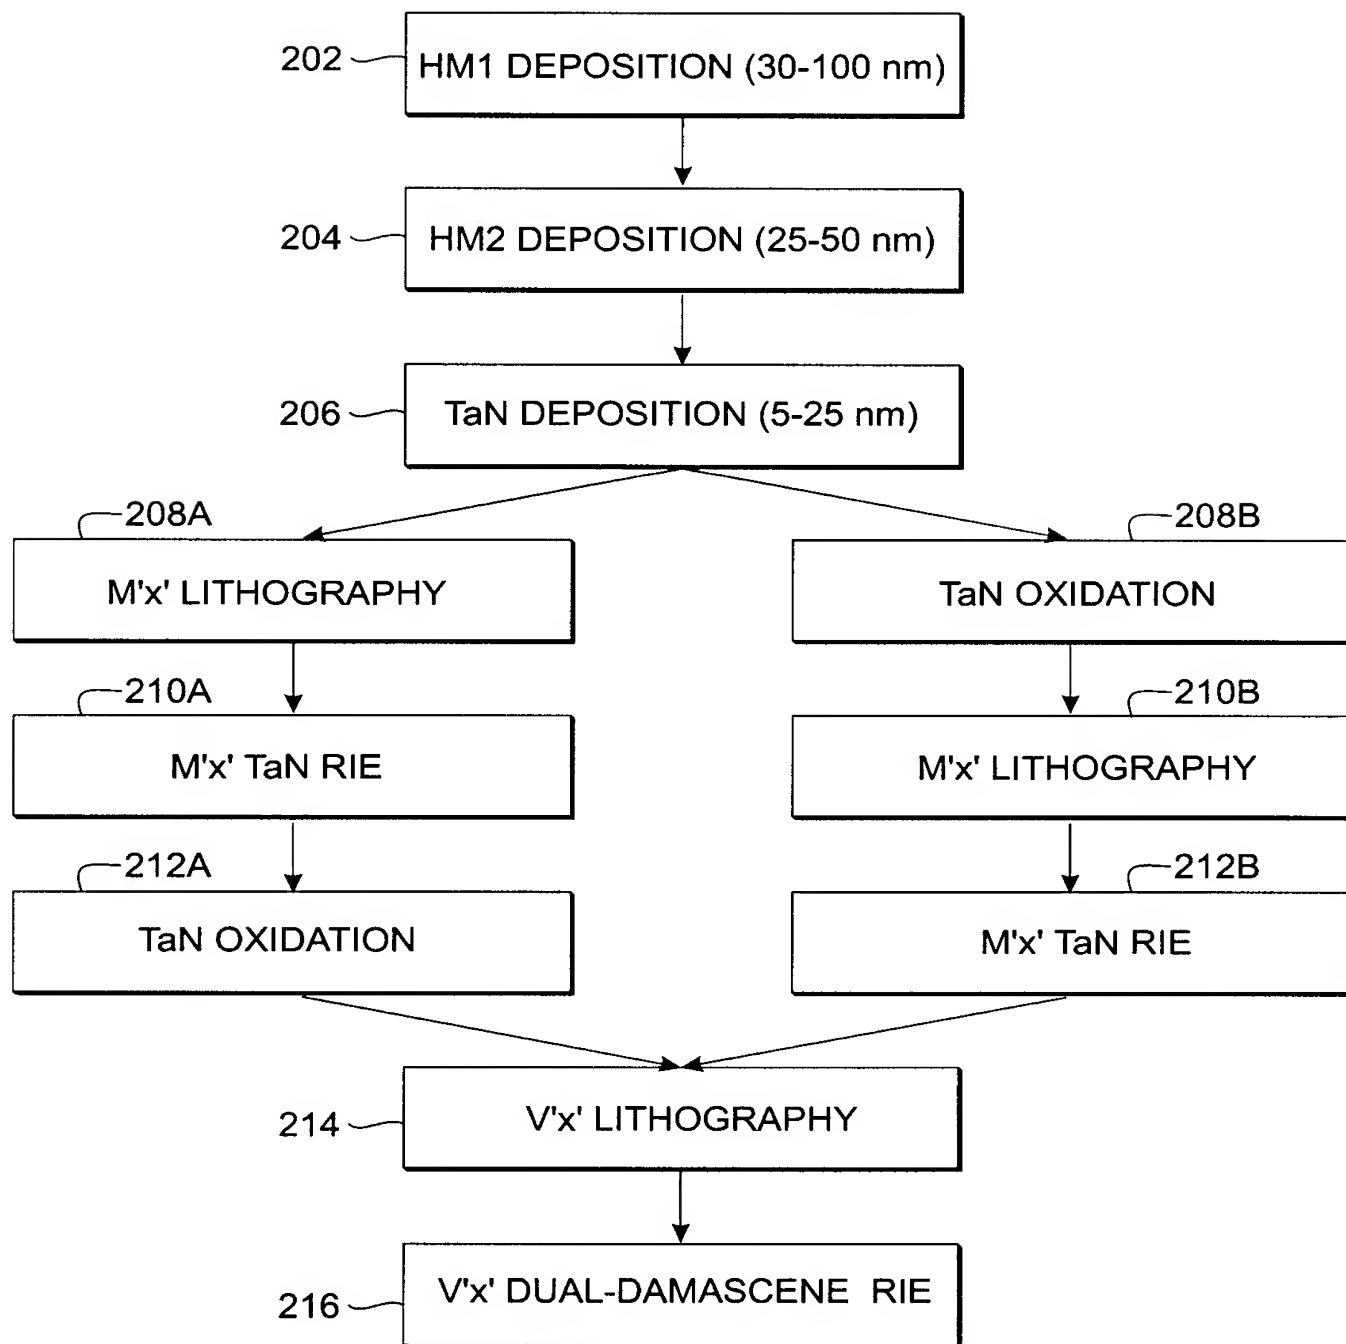 202
HM1 DEPOSITION (30-100 nm)
204
HM2 DEPOSITION (25-50 nm)
206
TaN DEPOSITION (5-25 nm)
208A
208B
M'x' LITHOGRAPHY
TaN OXIDATION
210A
210B
M'x' TaN RIE
M'x' LITHOGRAPHY
212A
212B
TaN OXIDATION
M'x' TaN RIE
214
V'x' LITHOGRAPHY
216
V'x' DUAL-DAMASCENE RIE